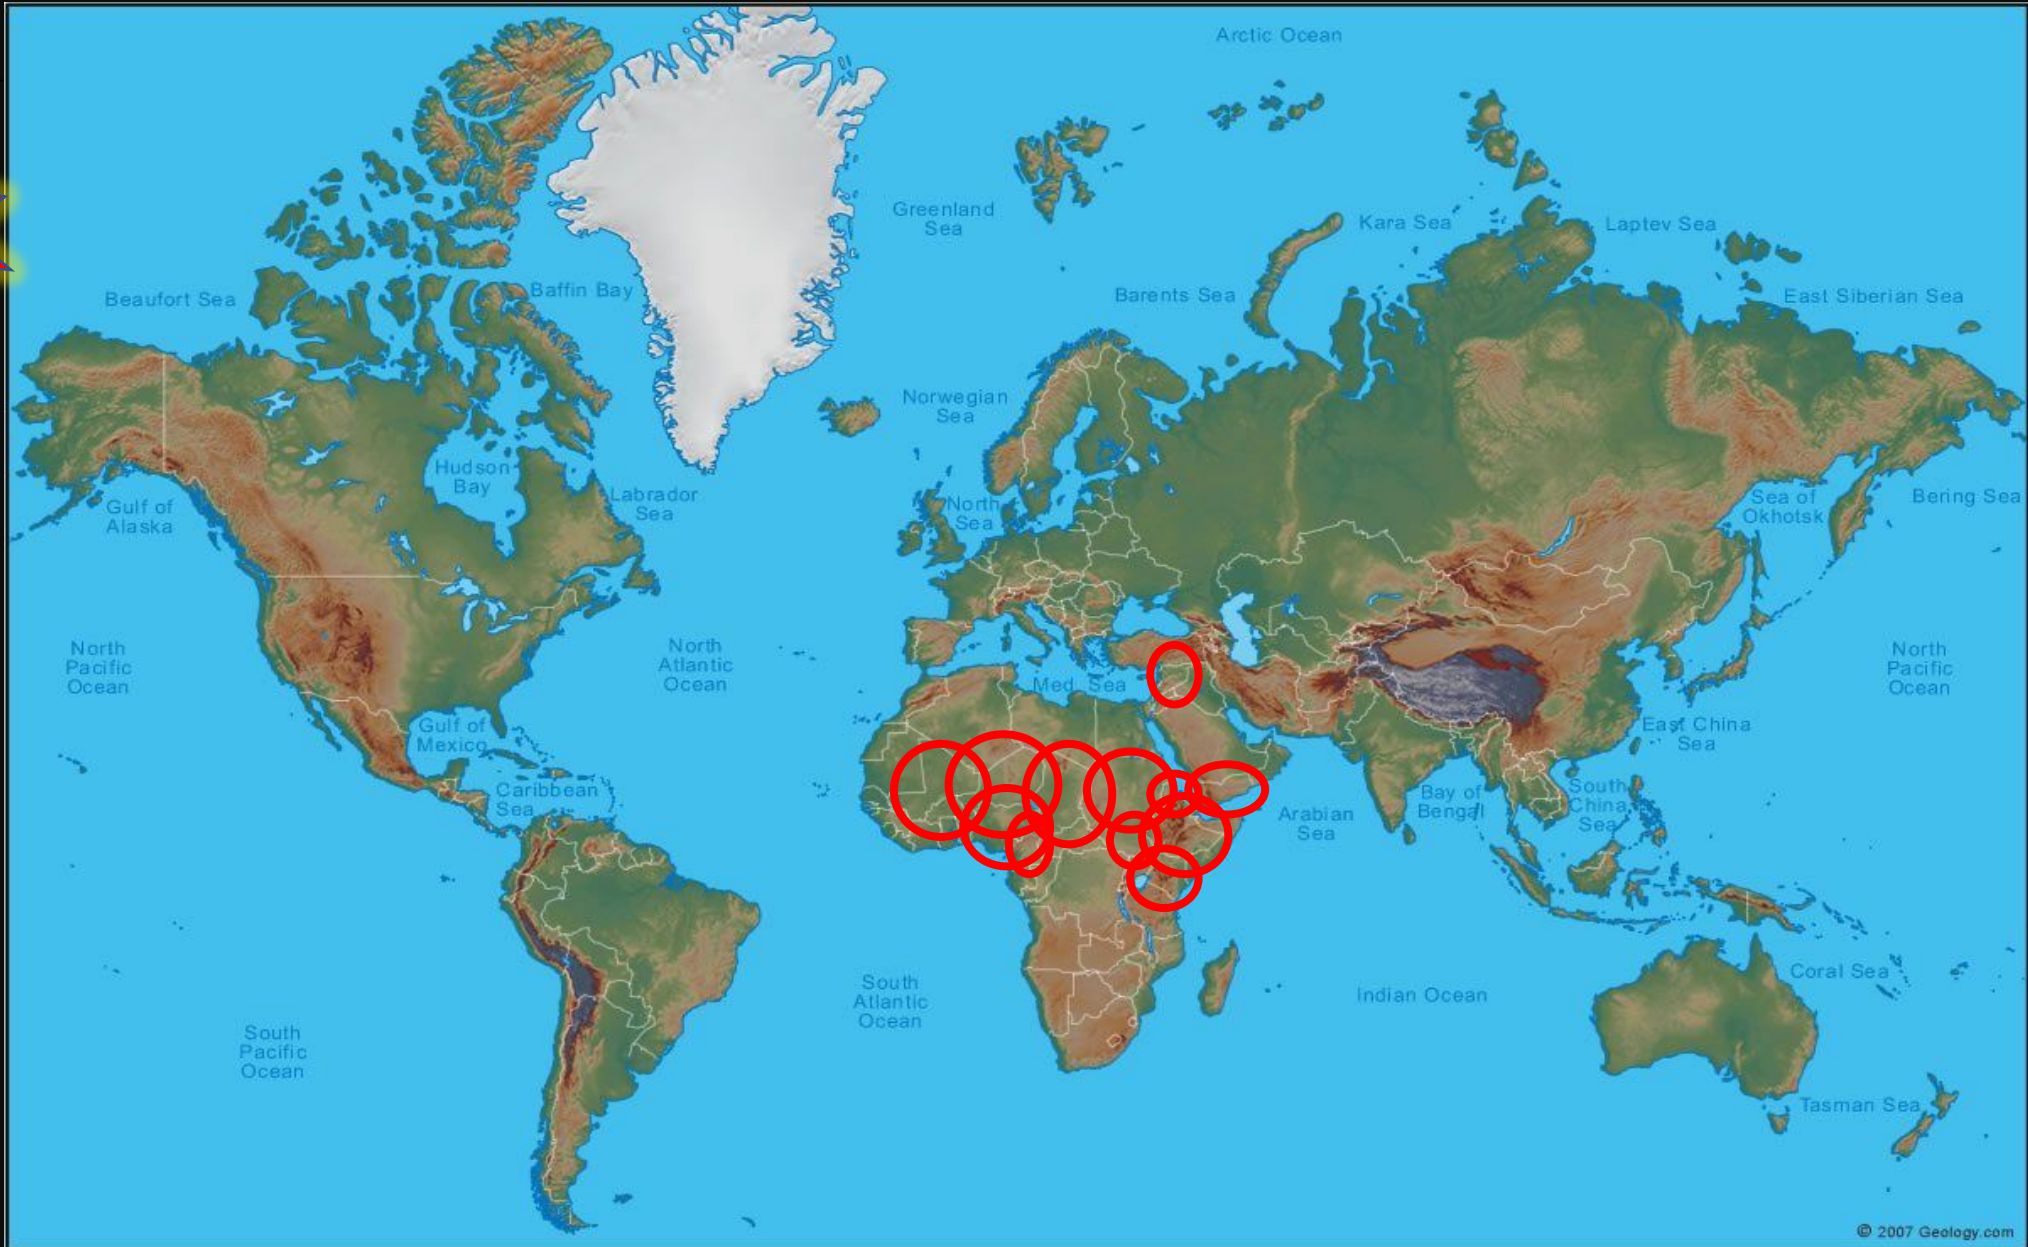 Arctic Ocean
Greenland
Sea
Kara Sea
Laptev Sea
Beaufort Sea
Baffin Bay
Barents Sea
East Siberian Sea
Norwegian
Sea
Hudson
Bay
Labrador
Sea
North
Sea
Gulf of
Alaska
Sea of
Okhotsk
Bering Sea
North
Pacific
Ocean
North
Atlantic
Ocean
Med. Sea
North
Pacific
Ocean
Gulf of
Mexico
East China
Sea
Caribbean
Sea
Arabian
Sea
Bay of
Bengal
South
China
Sea
South
Atlantic
Ocean
Indian Ocean
Coral Sea
South
Pacific
Ocean
Tasman Sea
© 2007 Geology.com